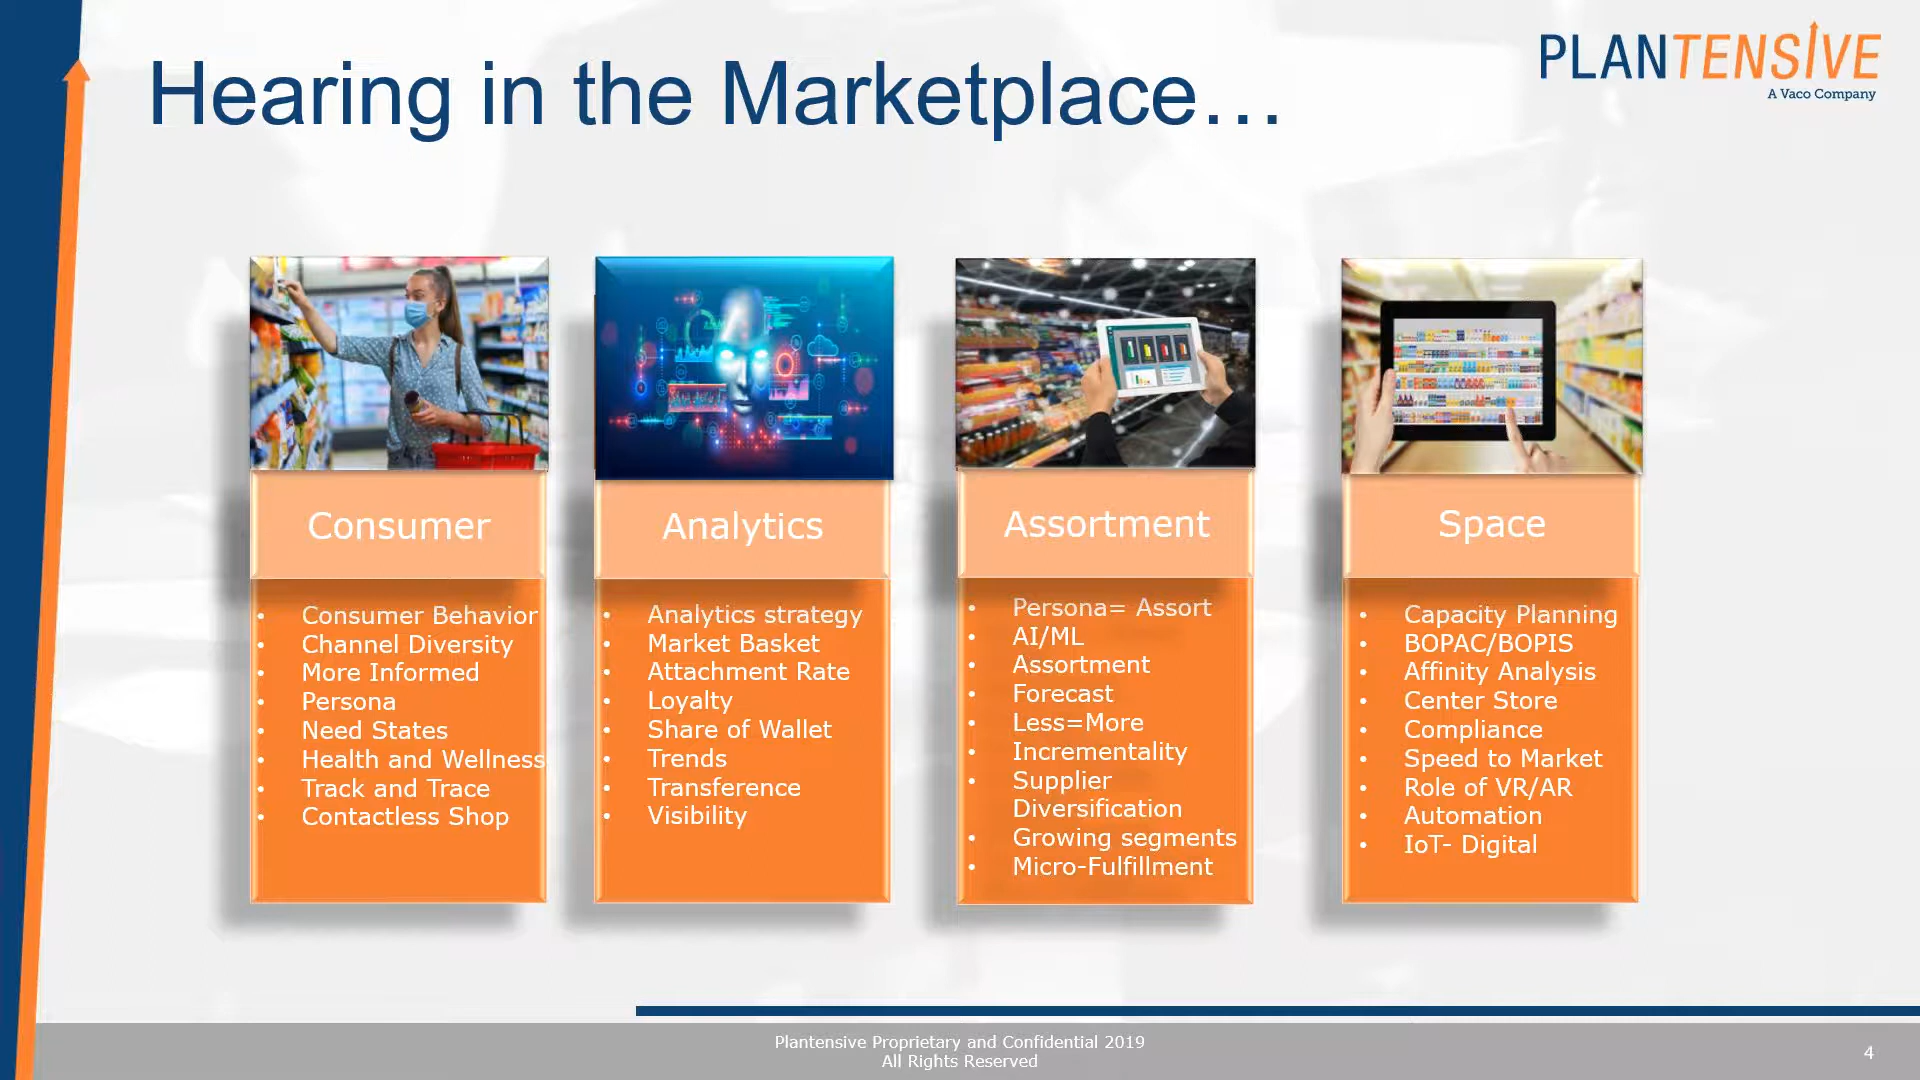 Hearing in the Marketplace...
PLANTENSIVE
A Vaco Company
Consumer
• Consumer Behavior
• Channel Diversity
• More Informed
• Persona
• Need States
• Health and Wellness
• Track and Trace
• Contactless Shop
Analytics
• Analytics strategy
• Market Basket
• Attachment Rate
• Loyalty
• Share of Wallet
• Trends
• Transference
• Visibility
Assortment
• Persona= Assort
• AI/ML
• Assortment
• Forecast
• Less=More
• Incrementality
• Supplier
Diversification
• Growing segments
• Micro-Fulfillment
Space
• Capacity Planning
• BOPAC/BOPIS
• Affinity Analysis
• Center Store
• Compliance
• Speed to Market
• Role of VR/AR
• Automation
• IoT- Digital
Plantensive Proprietary and Confidential 2019
All Rights Reserved
4